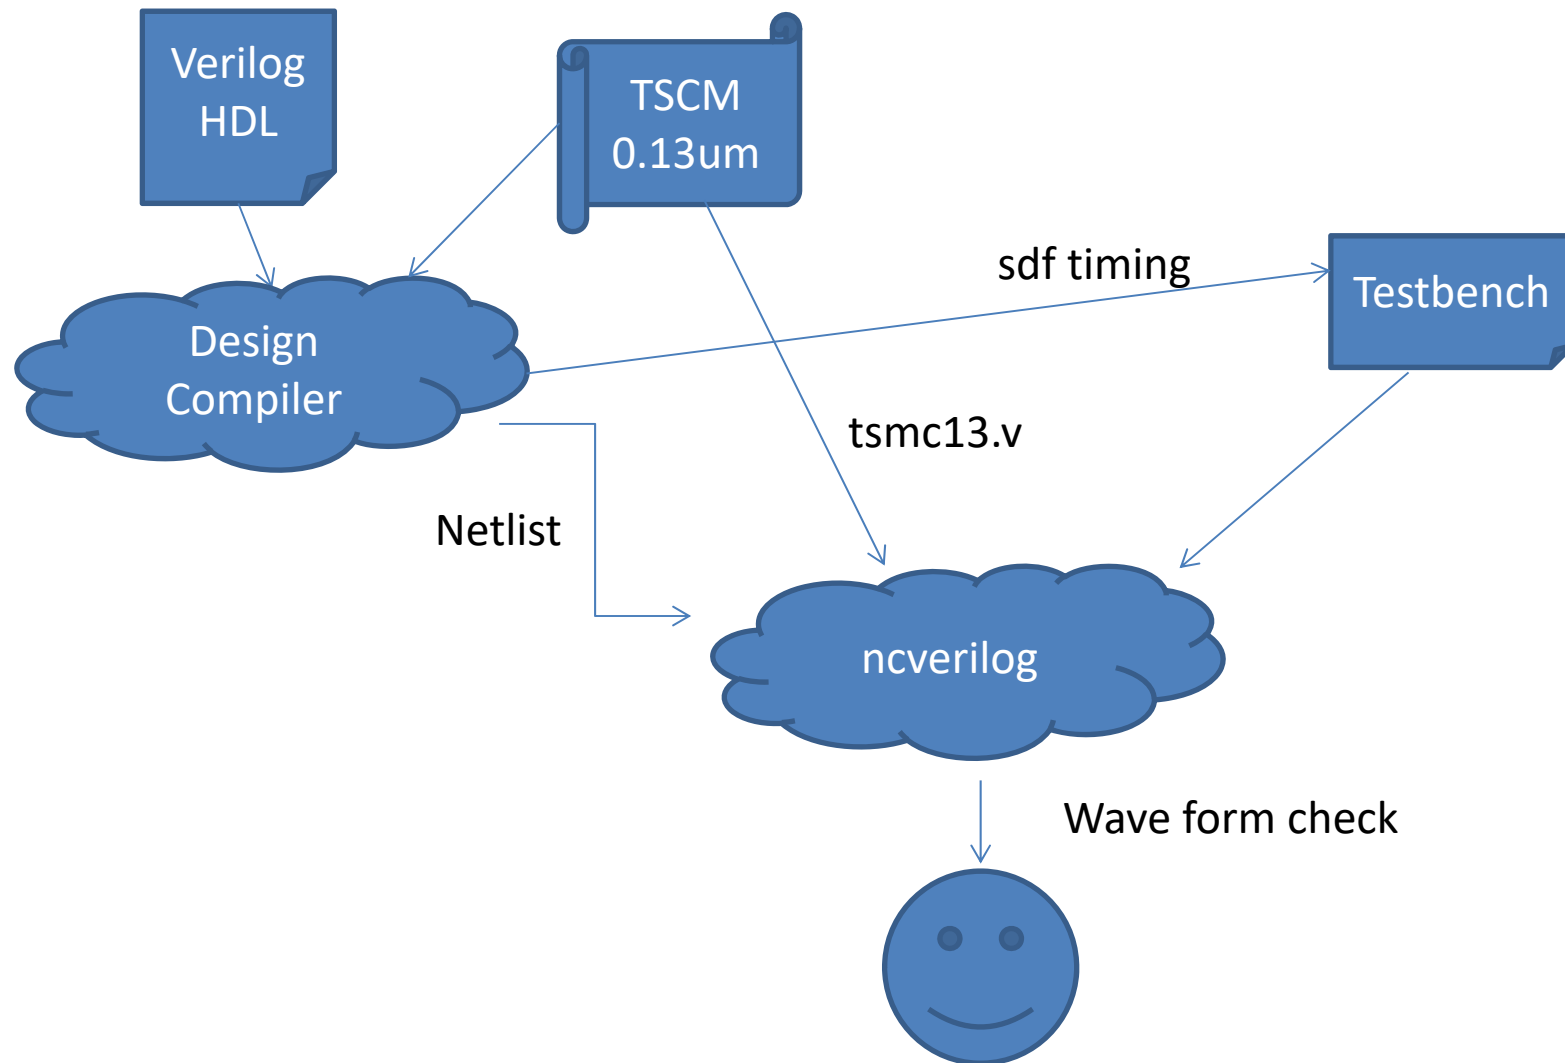 Verilog
HDL
TSCM
0.13um
sdf timing
Testbench
Design
Compiler
tsmc13.v
Netlist
ncverilog
Wave form check